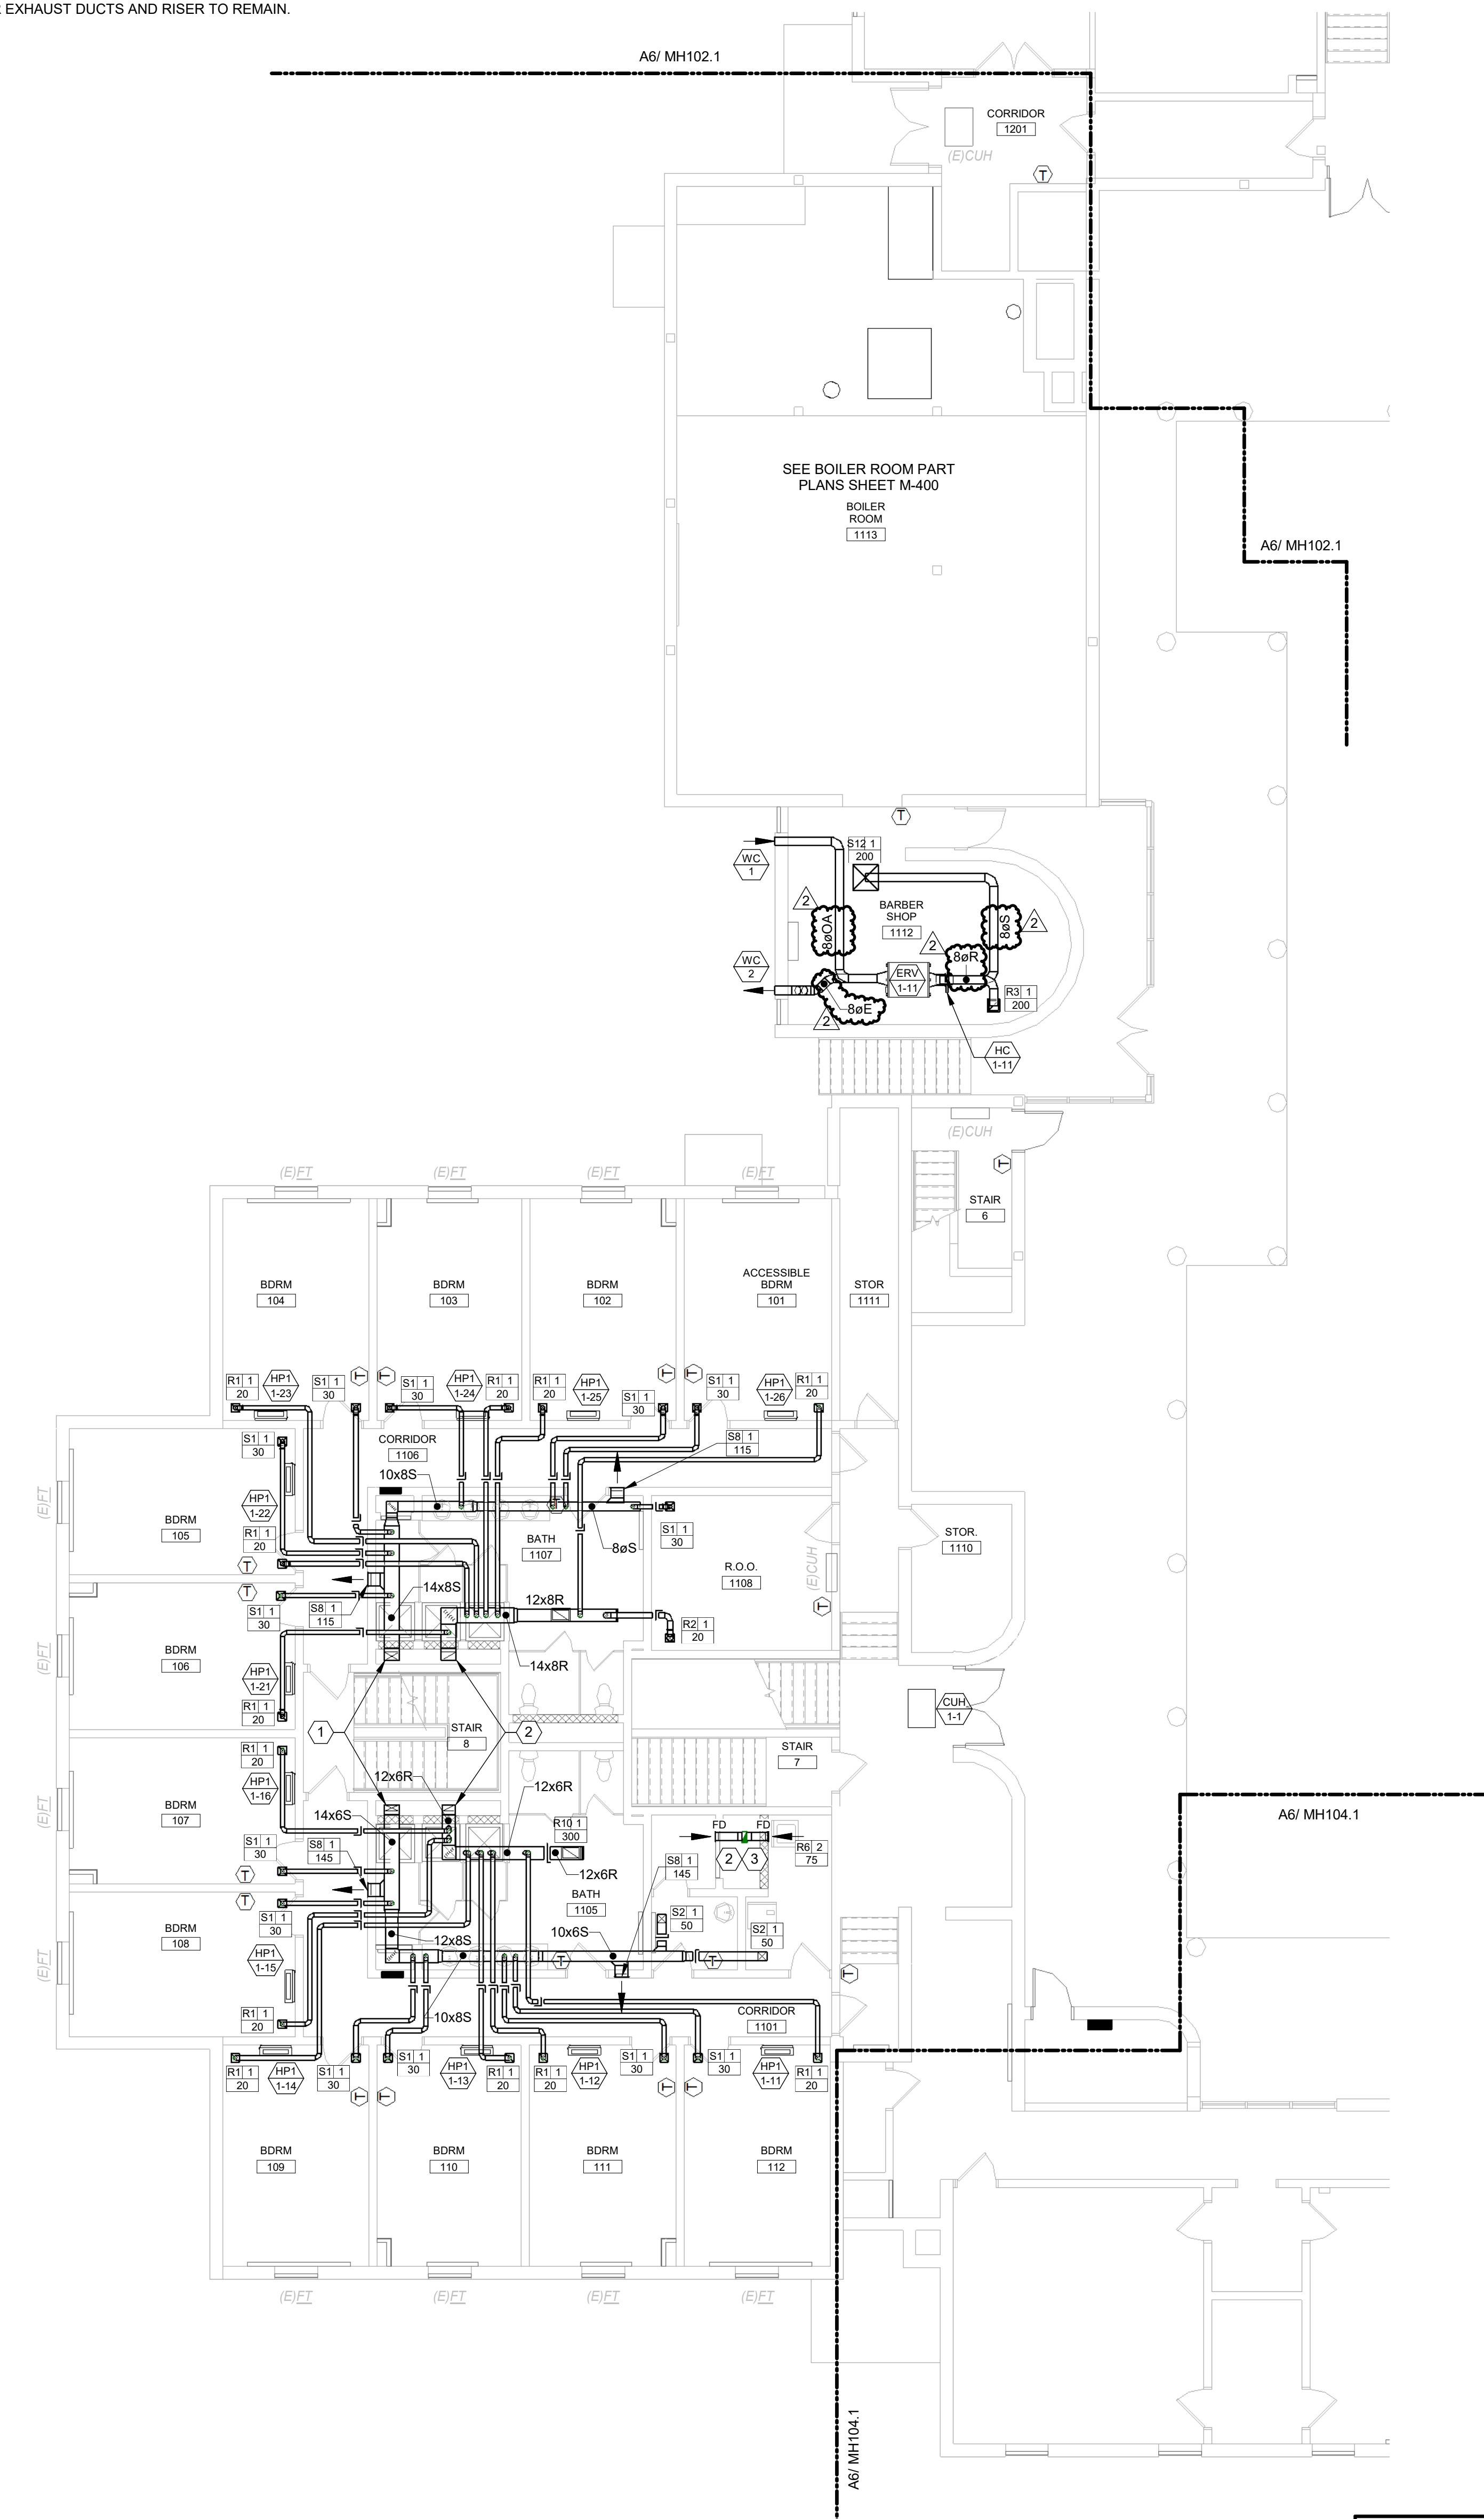 EXHAUST DUCTS AND RISER TO REMAIN.
A6/ MH102.1
CORRIDOR
1201
(E)CUH
T
SEE BOILER ROOM PART
PLANS SHEET M-400
BOILER
ROOM
1113
A6/ MH102.1
T
WC
1
S12 1
200
2
BARBER
SHOP
1112
8øOA
8øS
2
2
8øR
WC
2
ERV
1-11
R3 1
200
8øE
2
HC
1-11
(E)CUH
T
(E)FT
(E)FT
(E)FT
(E)FT
STAIR
6
BDRM
104
BDRM
103
BDRM
102
ACCESSIBLE
BDRM
101
STOR
1111
R1 1
20
HP1
1-23
S1 1
30
T
T
S1 1
30
HP1
1-24
R1 1
20
R1 1
20
HP1
1-25
S1 1
30
T
T
S1 1
30
HP1
1-26
R1 1
20
S1 1
30
CORRIDOR
1106
S8 1
115
10x8S
HP1
1-22
(E)FT
BDRM
105
R1 1
20
T
BATH
1107
8øS
S1 1
30
R.O.O.
1108
(E)CUH
STOR.
1110
T
14x8S
12x8R
S1 1
30
S8 1
115
R2 1
20
T
(E)FT
BDRM
106
HP1
1-21
14x8R
R1 1
20
1
2
STAIR
8
CUH
1-1
R1 1
20
STAIR
7
HP1
1-16
12x6R
12x6R
(E)FT
BDRM
107
14x6S
R10 1
300
FD
FD
A6/ MH104.1
S1 1
30
S8 1
145
2
3
R6 2
75
12x6R
S8 1
145
T
T
BATH
1105
S1 1
30
S2 1
50
S2 1
50
BDRM
108
12x8S
10x6S
HP1
1-15
(E)FT
T
T
T
R1 1
20
10x8S
CORRIDOR
1101
R1 1
20
HP1
1-14
S1 1
30
T
T
S1 1
30
HP1
1-13
R1 1
20
R1 1
20
HP1
1-12
S1 1
30
T
T
S1 1
30
HP1
1-11
R1 1
20
BDRM
109
BDRM
110
BDRM
111
BDRM
112
(E)FT
(E)FT
(E)FT
(E)FT
A6/ MH104.1